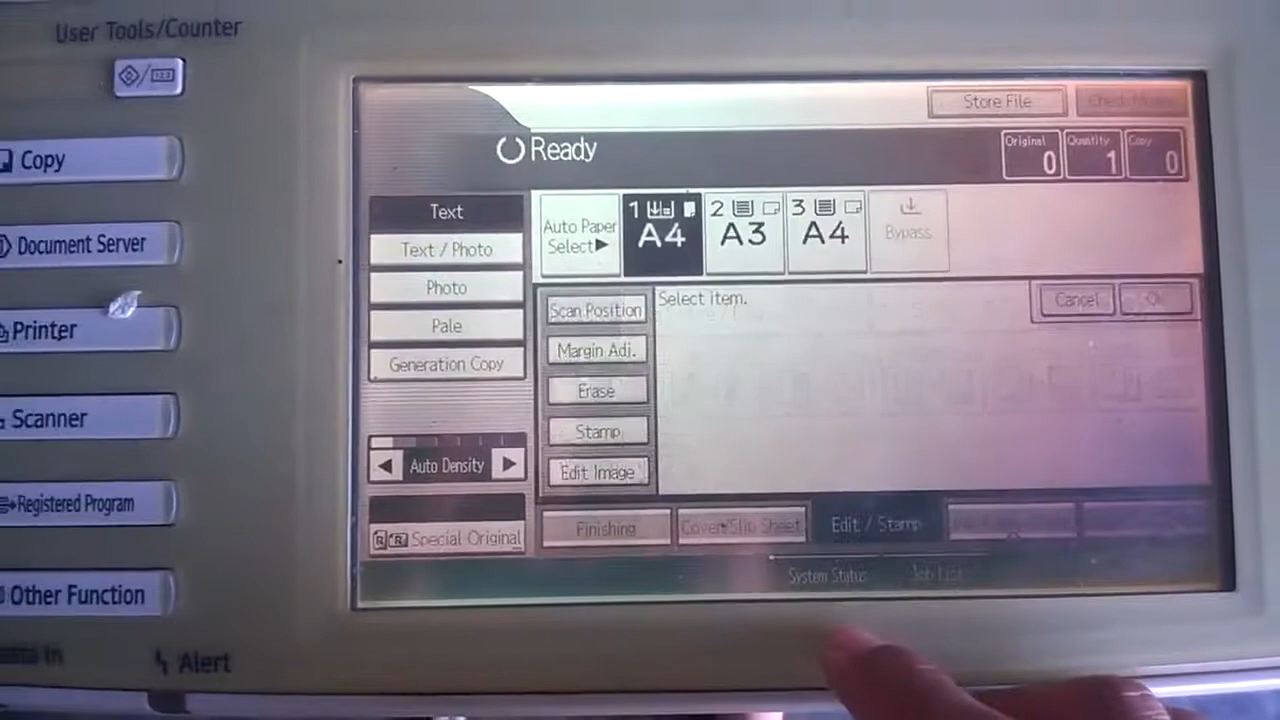 User Tools/Counter
Copy
Document Server
Printer
Scanner
Registered Program
Other Function
In
Alert
Store File
Ready
Original 0
Quantity 1
Copy 0
Text
Text / Photo
Photo
Pale
Generation Copy
Auto Density
Special Original
Auto Paper
Select▶
1 A4
2 A3
3 A4
Bypass
Scan Position
Margin Adj.
Erase
Stamp
Edit Image
Select item.
Cancel
OK
Finishing
Cover/Slip Sheet
Edit / Stamp
System Status
Job List